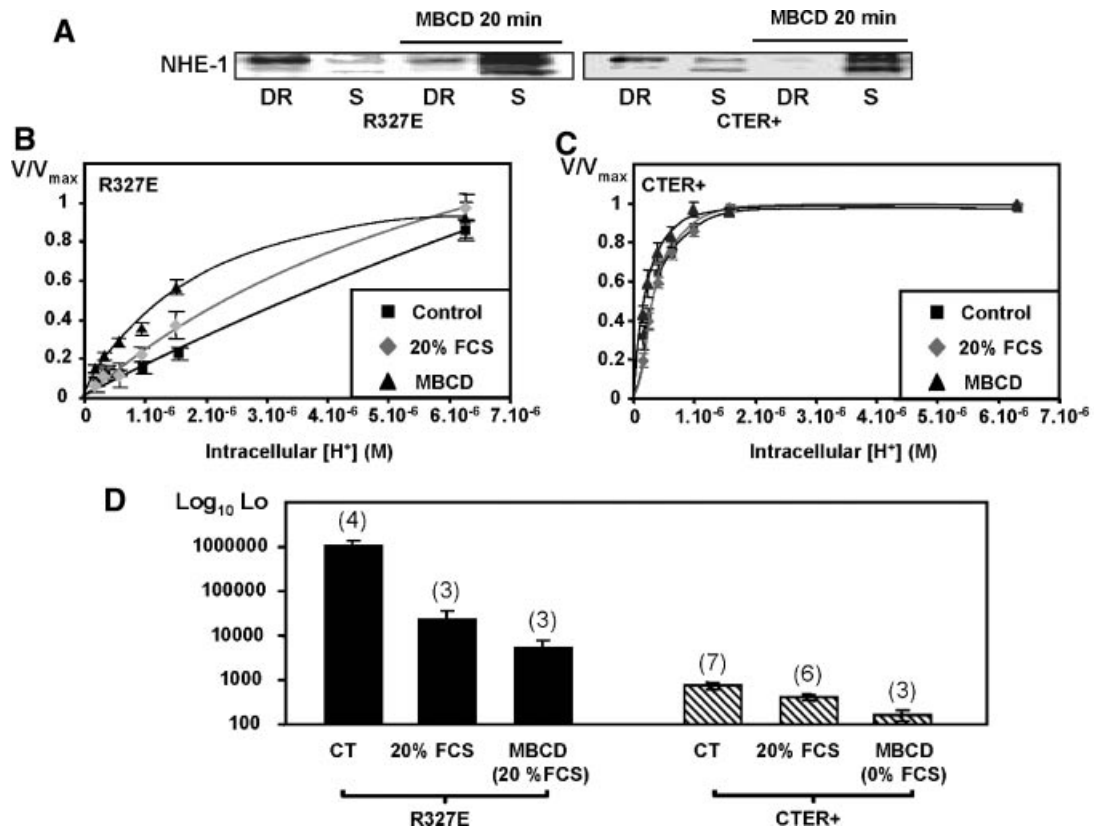 A
MBCD 20 min
MBCD 20 min
NHE-1
DR S DR S DR S DR S
R327E CTER+
B
V/Vmax
R327E
1
0.8
0.6
0.4
0.2
0
Control
20% FCS
MBCD
0 1.10-6 2.10-6 3.10-6 4.10-6 5.10-6 6.10-6 7.10-6
Intracellular [H+] (M)
C
V/Vmax
CTER+
1
0.8
0.6
0.4
0.2
0
Control
20% FCS
MBCD
0 1.10-6 2.10-6 3.10-6 4.10-6 5.10-6 6.10-6 7.10-6
Intracellular [H+] (M)
D
Log10 Lo
1000000
100000
10000
1000
100
(4) (3) (3) (7) (6) (3)
CT 20% FCS MBCD CT 20% FCS MBCD
(20 %FCS) (0% FCS)
R327E CTER+